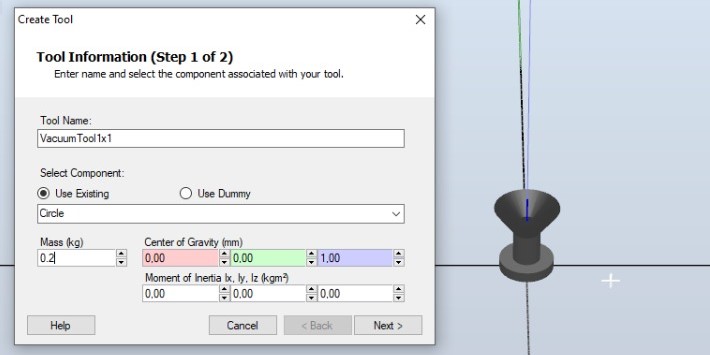 Create Tool
Tool Information (Step 1 of 2)
Enter name and select the component associated with your tool.
Tool Name:
VacuumTool1x1
Select Component:
Use Existing Use Dummy
Circle
Mass (kg) Center of Gravity (mm)
0.2 0,00 0,00 1,00
Moment of Inertia Ix, Iy, Iz (kgm²)
0,00 0,00 0,00
Help Cancel < Back Next >